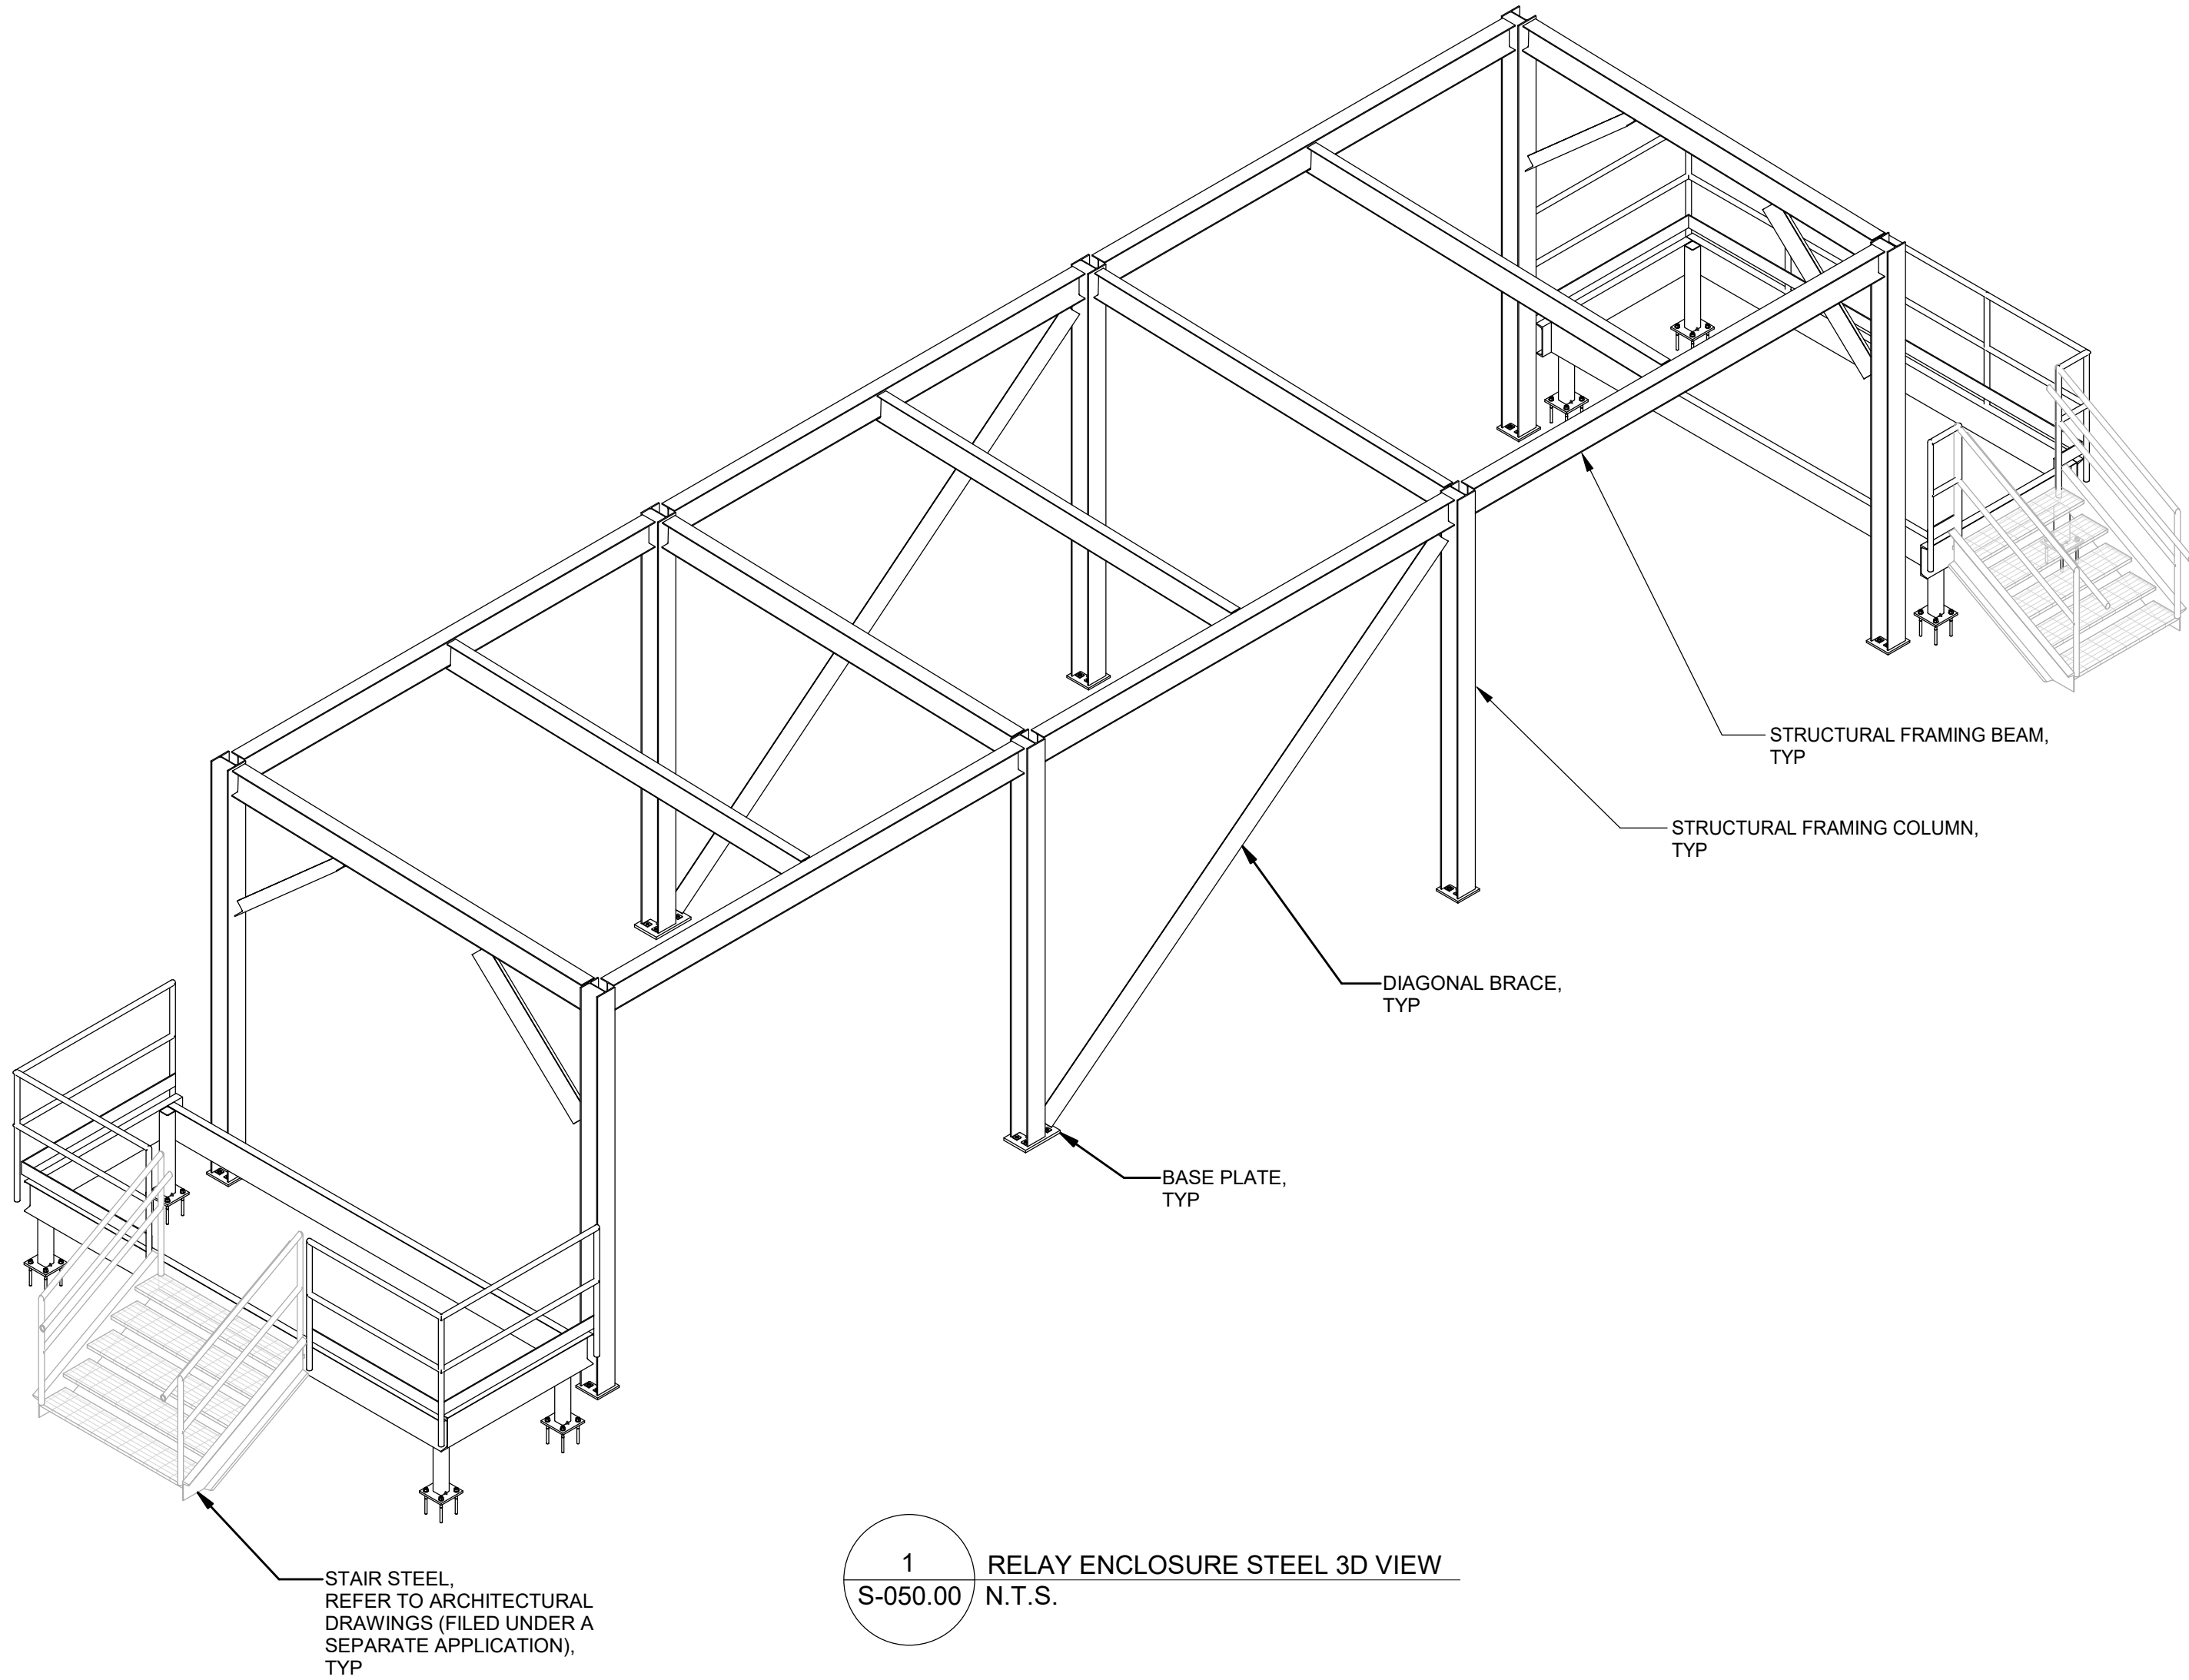 STRUCTURAL FRAMING BEAM,
TYP
STRUCTURAL FRAMING COLUMN,
TYP
DIAGONAL BRACE,
TYP
BASE PLATE,
TYP
STAIR STEEL,
REFER TO ARCHITECTURAL
DRAWINGS (FILED UNDER A
SEPARATE APPLICATION),
TYP
1
S-050.00
RELAY ENCLOSURE STEEL 3D VIEW
N.T.S.